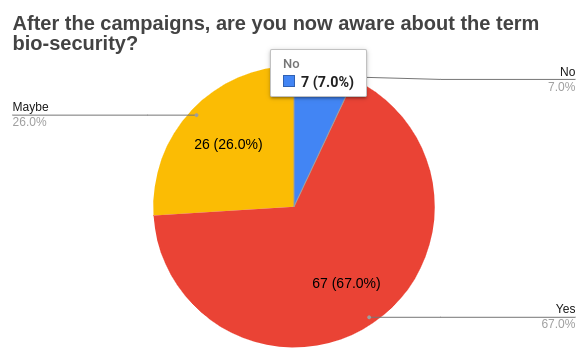 After the campaigns, are you now aware about the term
bio-security?
No
7 (7.0%)
No
7.0%
Maybe
26.0%
26 (26.0%)
67 (67.0%)
Yes
67.0%